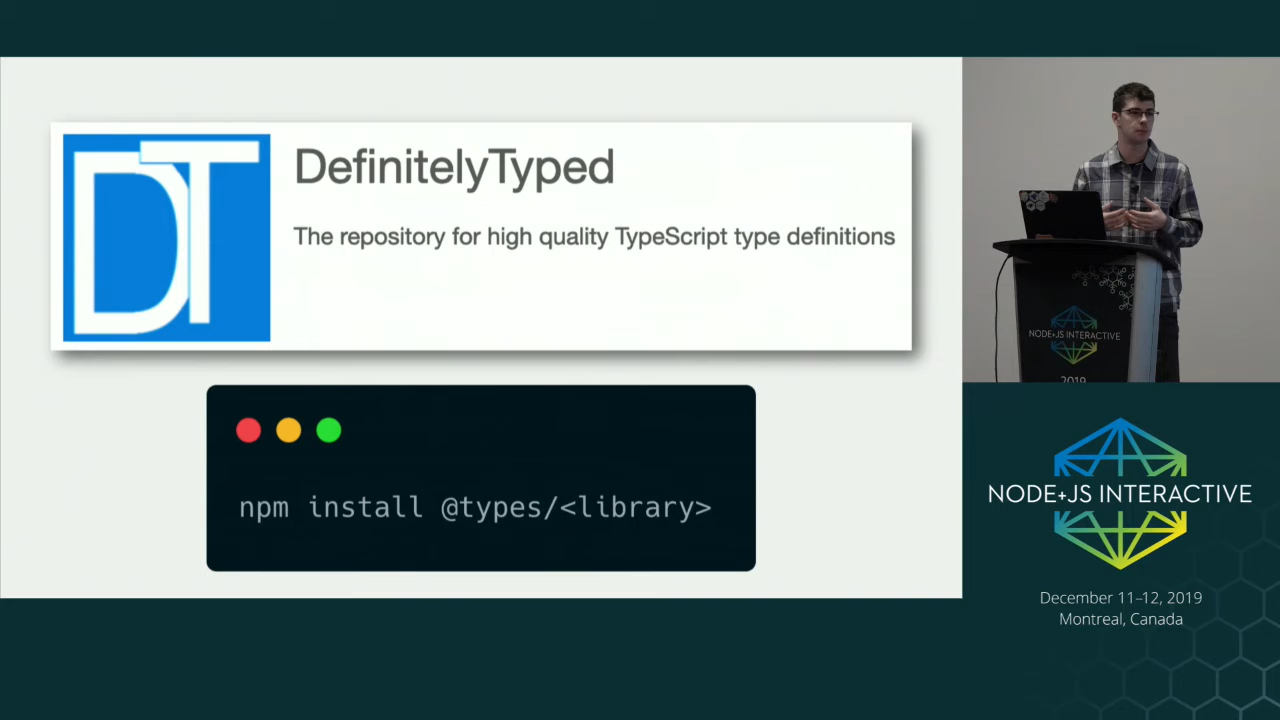 DT
DefinitelyTyped
The repository for high quality TypeScript type definitions
npm install @types/<library>
NODE+JS INTERACTIVE
2019
NODE+JS INTERACTIVE
December 11–12, 2019
Montreal, Canada